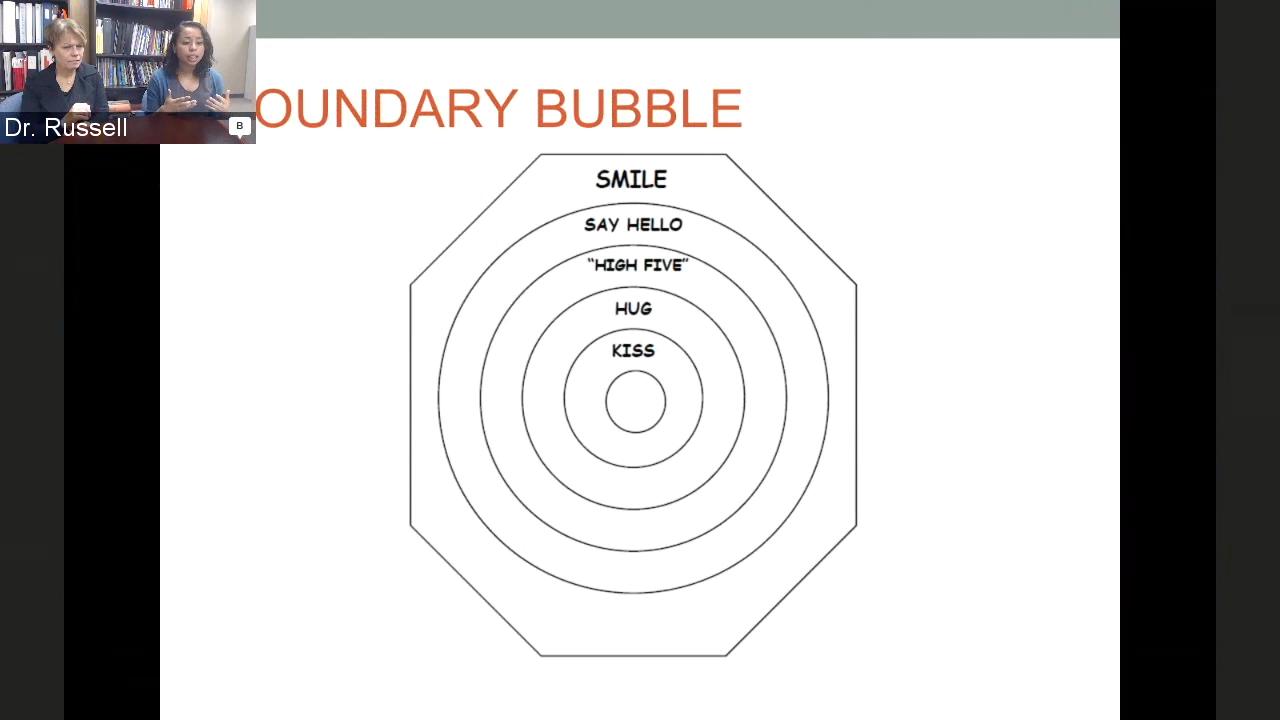 Dr. Russell
B
OUNDARY BUBBLE
SMILE
SAY HELLO
“HIGH FIVE”
HUG
KISS